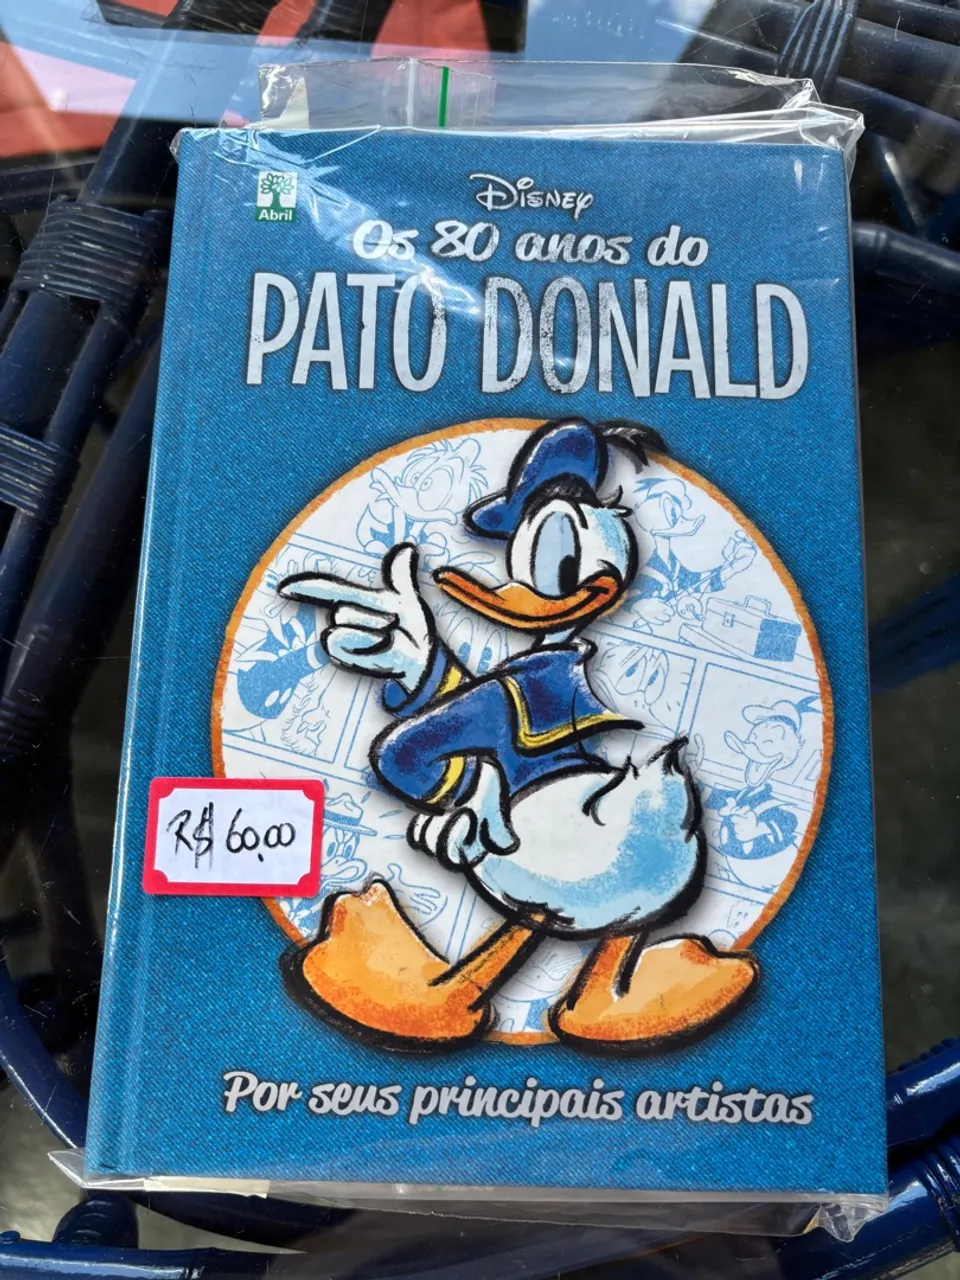 Abril
Disney
Os 80 anos do
PATO DONALD
R$ 60,00
Por seus principais artistas